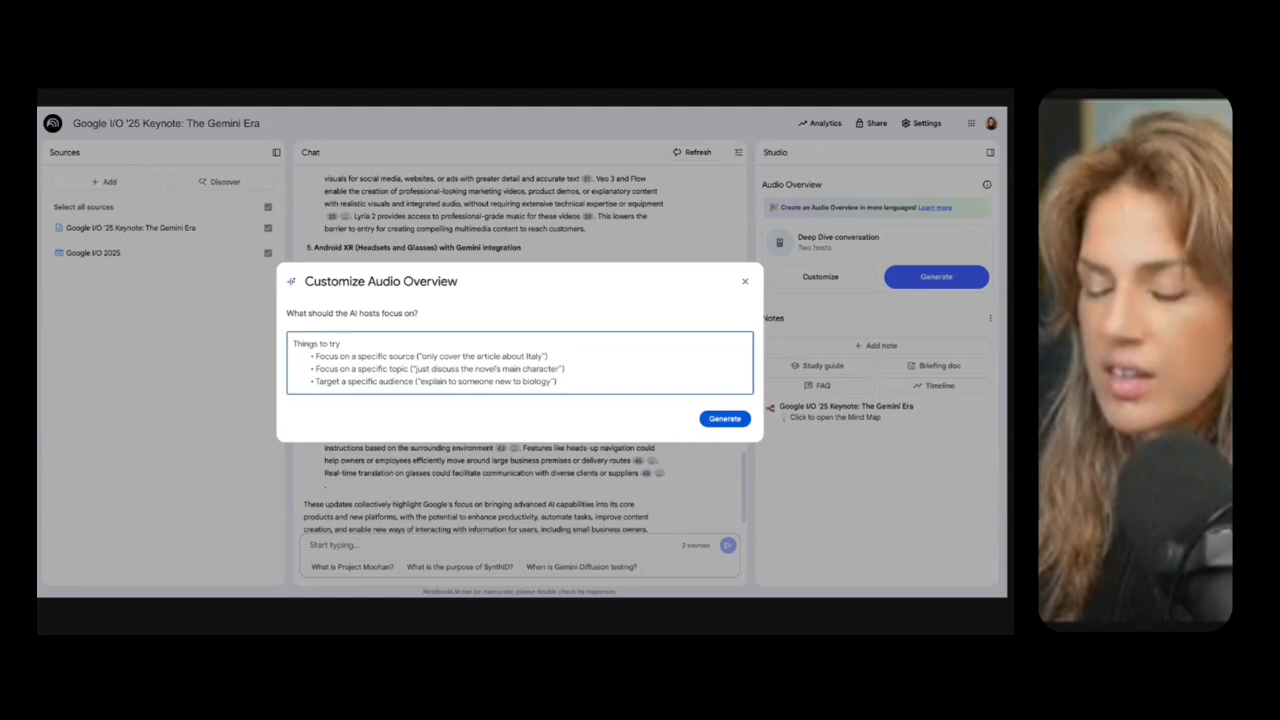 Google I/O '25 Keynote: The Gemini Era
Analytics
Share
Settings
Sources
+ Add
Discover
Select all sources
Google I/O '25 Keynote: The Gemini Era
Google I/O 2025
Chat
Refresh
visuals for social media, websites, or ads with greater detail and accurate text
Veo 3 and Flow
enable the creation of professional-looking marketing videos, product demos, or explanatory content
with realistic visuals and integrated audio, without requiring extensive technical expertise or equipment
... . Lyria 2 provides access to professional-grade music for these videos
. This lowers the
barrier to entry for creating compelling multimedia content to reach customers.
5. Android XR (Headsets and Glasses) with Gemini Integration
Customize Audio Overview
What should the AI hosts focus on?
Things to try
• Focus on a specific source ("only cover the article about Italy")
• Focus on a specific topic ("just discuss the novel's main character")
• Target a specific audience ("explain to someone new to biology")
Generate
instructions based on the surrounding environment
... . Features like heads-up navigation could
help owners or employees efficiently move around large business premises or delivery routes
... .
Real-time translation on glasses could facilitate communication with diverse clients or suppliers
...
.
These updates collectively highlight Google's focus on bringing advanced AI capabilities into its core
products and new platforms, with the potential to enhance productivity, automate tasks, improve content
creation, and enable new ways of interacting with information for users, including small business owners.
Start typing...
2 sources
What is Project Moohan?
What is the purpose of SynthID?
When is Gemini Diffusion testing?
NotebookLM can be inaccurate; please double check its responses.
Studio
Audio Overview
Create an Audio Overview in more languages! Learn more
Deep Dive conversation
Two hosts
Customize
Generate
Notes
+ Add note
Study guide
Briefing doc
FAQ
Timeline
Google I/O '25 Keynote: The Gemini Era
Click to open the Mind Map